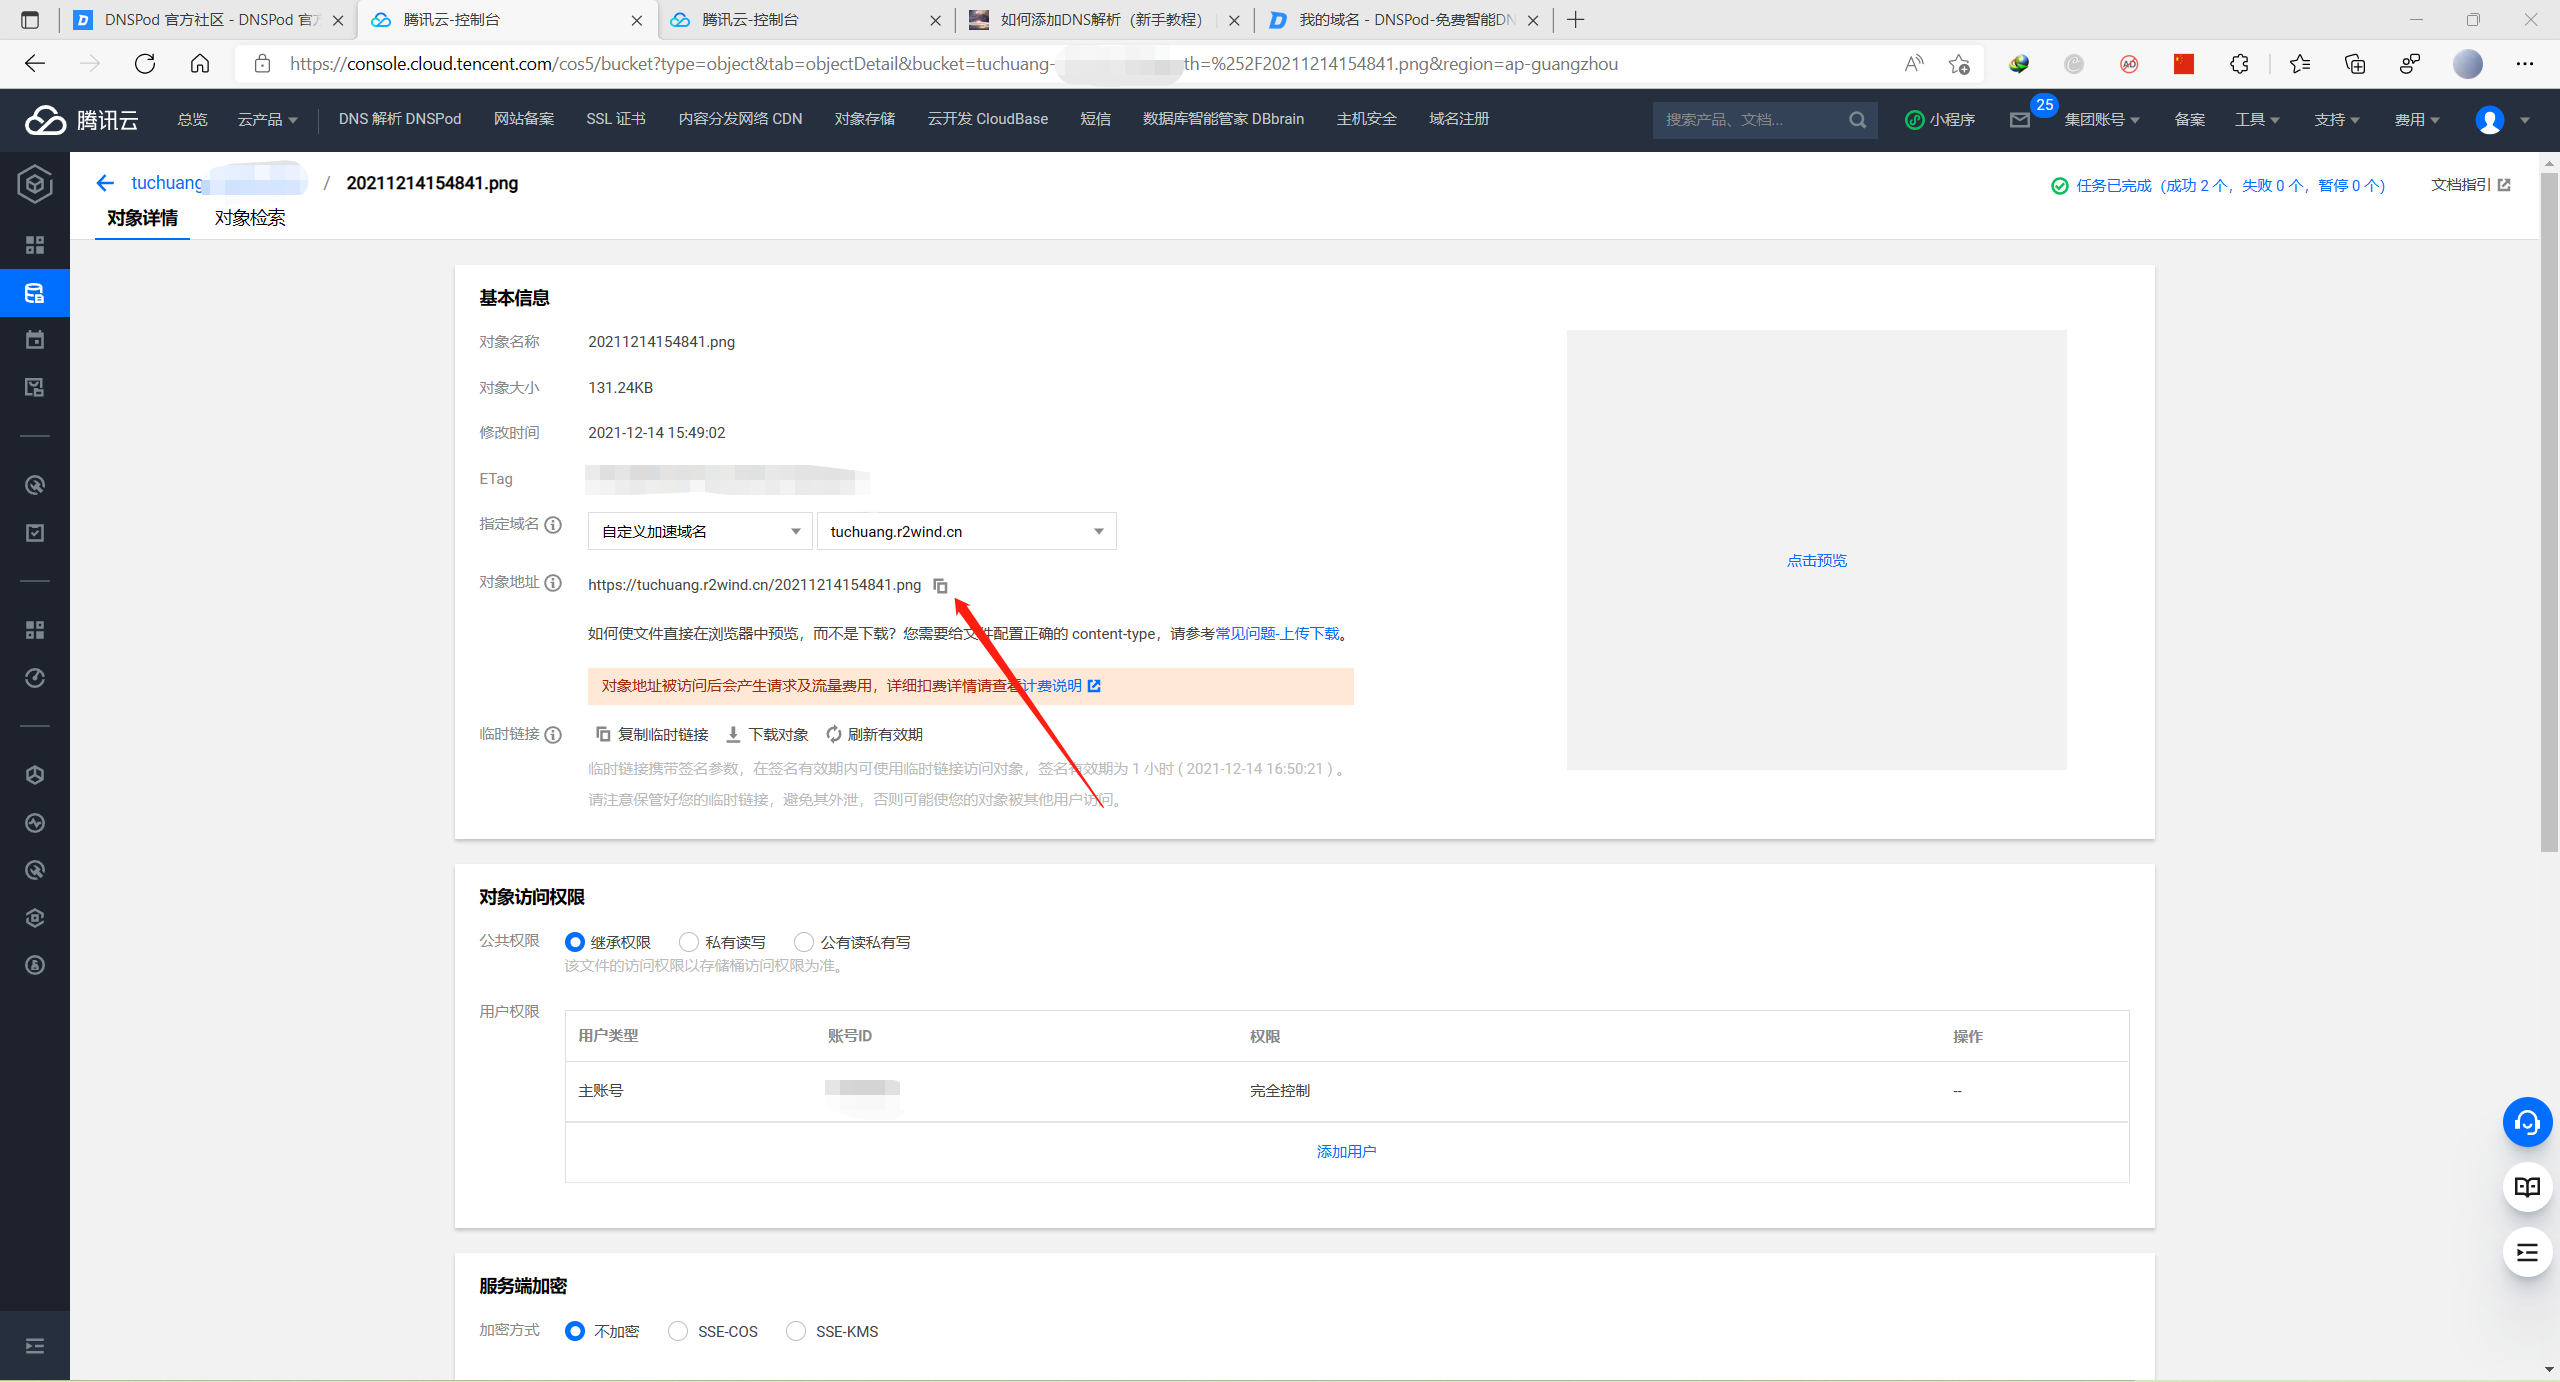 DNSPod 官方社区 - DNSPod 官
腾讯云-控制台
腾讯云-控制台
如何添加DNS解析（新手教程）
我的域名 - DNSPod-免费智能DN
https://console.cloud.tencent.com/cos5/bucket?type=object&tab=objectDetail&bucket=tuchuang-
th=%252F20211214154841.png&region=ap-guangzhou
腾讯云
总览
云产品
DNS 解析 DNSPod
网站备案
SSL 证书
内容分发网络 CDN
对象存储
云开发 CloudBase
短信
数据库智能管家 DBbrain
主机安全
域名注册
搜索产品、文档...
小程序
25
集团账号
备案
工具
支持
费用
tuchuang
/
20211214154841.png
任务已完成（成功 2 个，失败 0 个，暂停 0 个）
文档指引
对象详情
对象检索
基本信息
对象名称
20211214154841.png
对象大小
131.24KB
修改时间
2021-12-14 15:49:02
ETag
指定域名
自定义加速域名
tuchuang.r2wind.cn
点击预览
对象地址
https://tuchuang.r2wind.cn/20211214154841.png
如何使文件直接在浏览器中预览，而不是下载？您需要给文件配置正确的 content-type，请参考常见问题-上传下载。
对象地址被访问后会产生请求及流量费用，详细扣费详情请查看计费说明
临时链接
复制临时链接
下载对象
刷新有效期
临时链接携带签名参数，在签名有效期内可使用临时链接访问对象，签名有效期为 1 小时 ( 2021-12-14 16:50:21 ) 。
请注意保管好您的临时链接，避免其外泄，否则可能使您的对象被其他用户访问。
对象访问权限
公共权限
继承权限
私有读写
公有读私有写
该文件的访问权限以存储桶访问权限为准。
用户权限
用户类型
账号ID
权限
操作
主账号
完全控制
--
添加用户
服务端加密
加密方式
不加密
SSE-COS
SSE-KMS